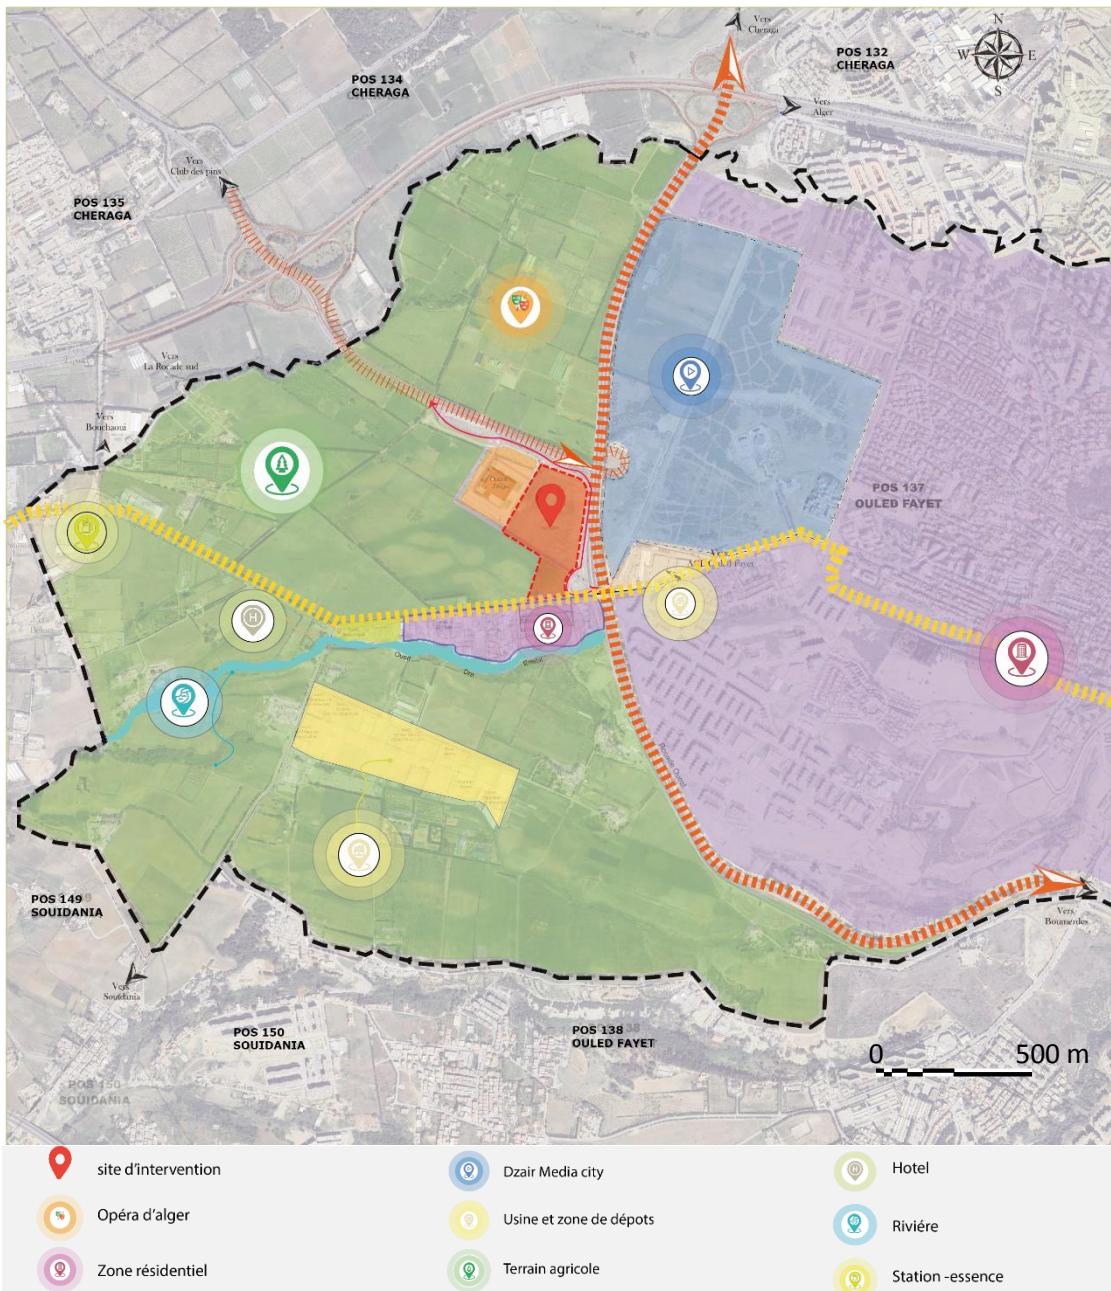 Vers
Cheraga
POS 132
CHERAGA
N
W
E
S
POS 134
CHERAGA
Vers
Alger
Vers
Club des pins
POS 135
CHERAGA
Vers
La Rocade sud
Vers
Bouchaoui
POS 137
OULED FAYET
H
Oued
Rocade Ouest
POS 149
SOUIDANIA
Vers
Boumerdes
Vers
Souidania
POS 150
SOUIDANIA
POS 138
OULED FAYET
0 500 m
POS 150
SOUIDANIA
site d'intervention
Dzair Media city
Hotel
Opéra d'alger
Usine et zone de dépots
Riviére
Zone résidentiel
Terrain agricole
Station -essence